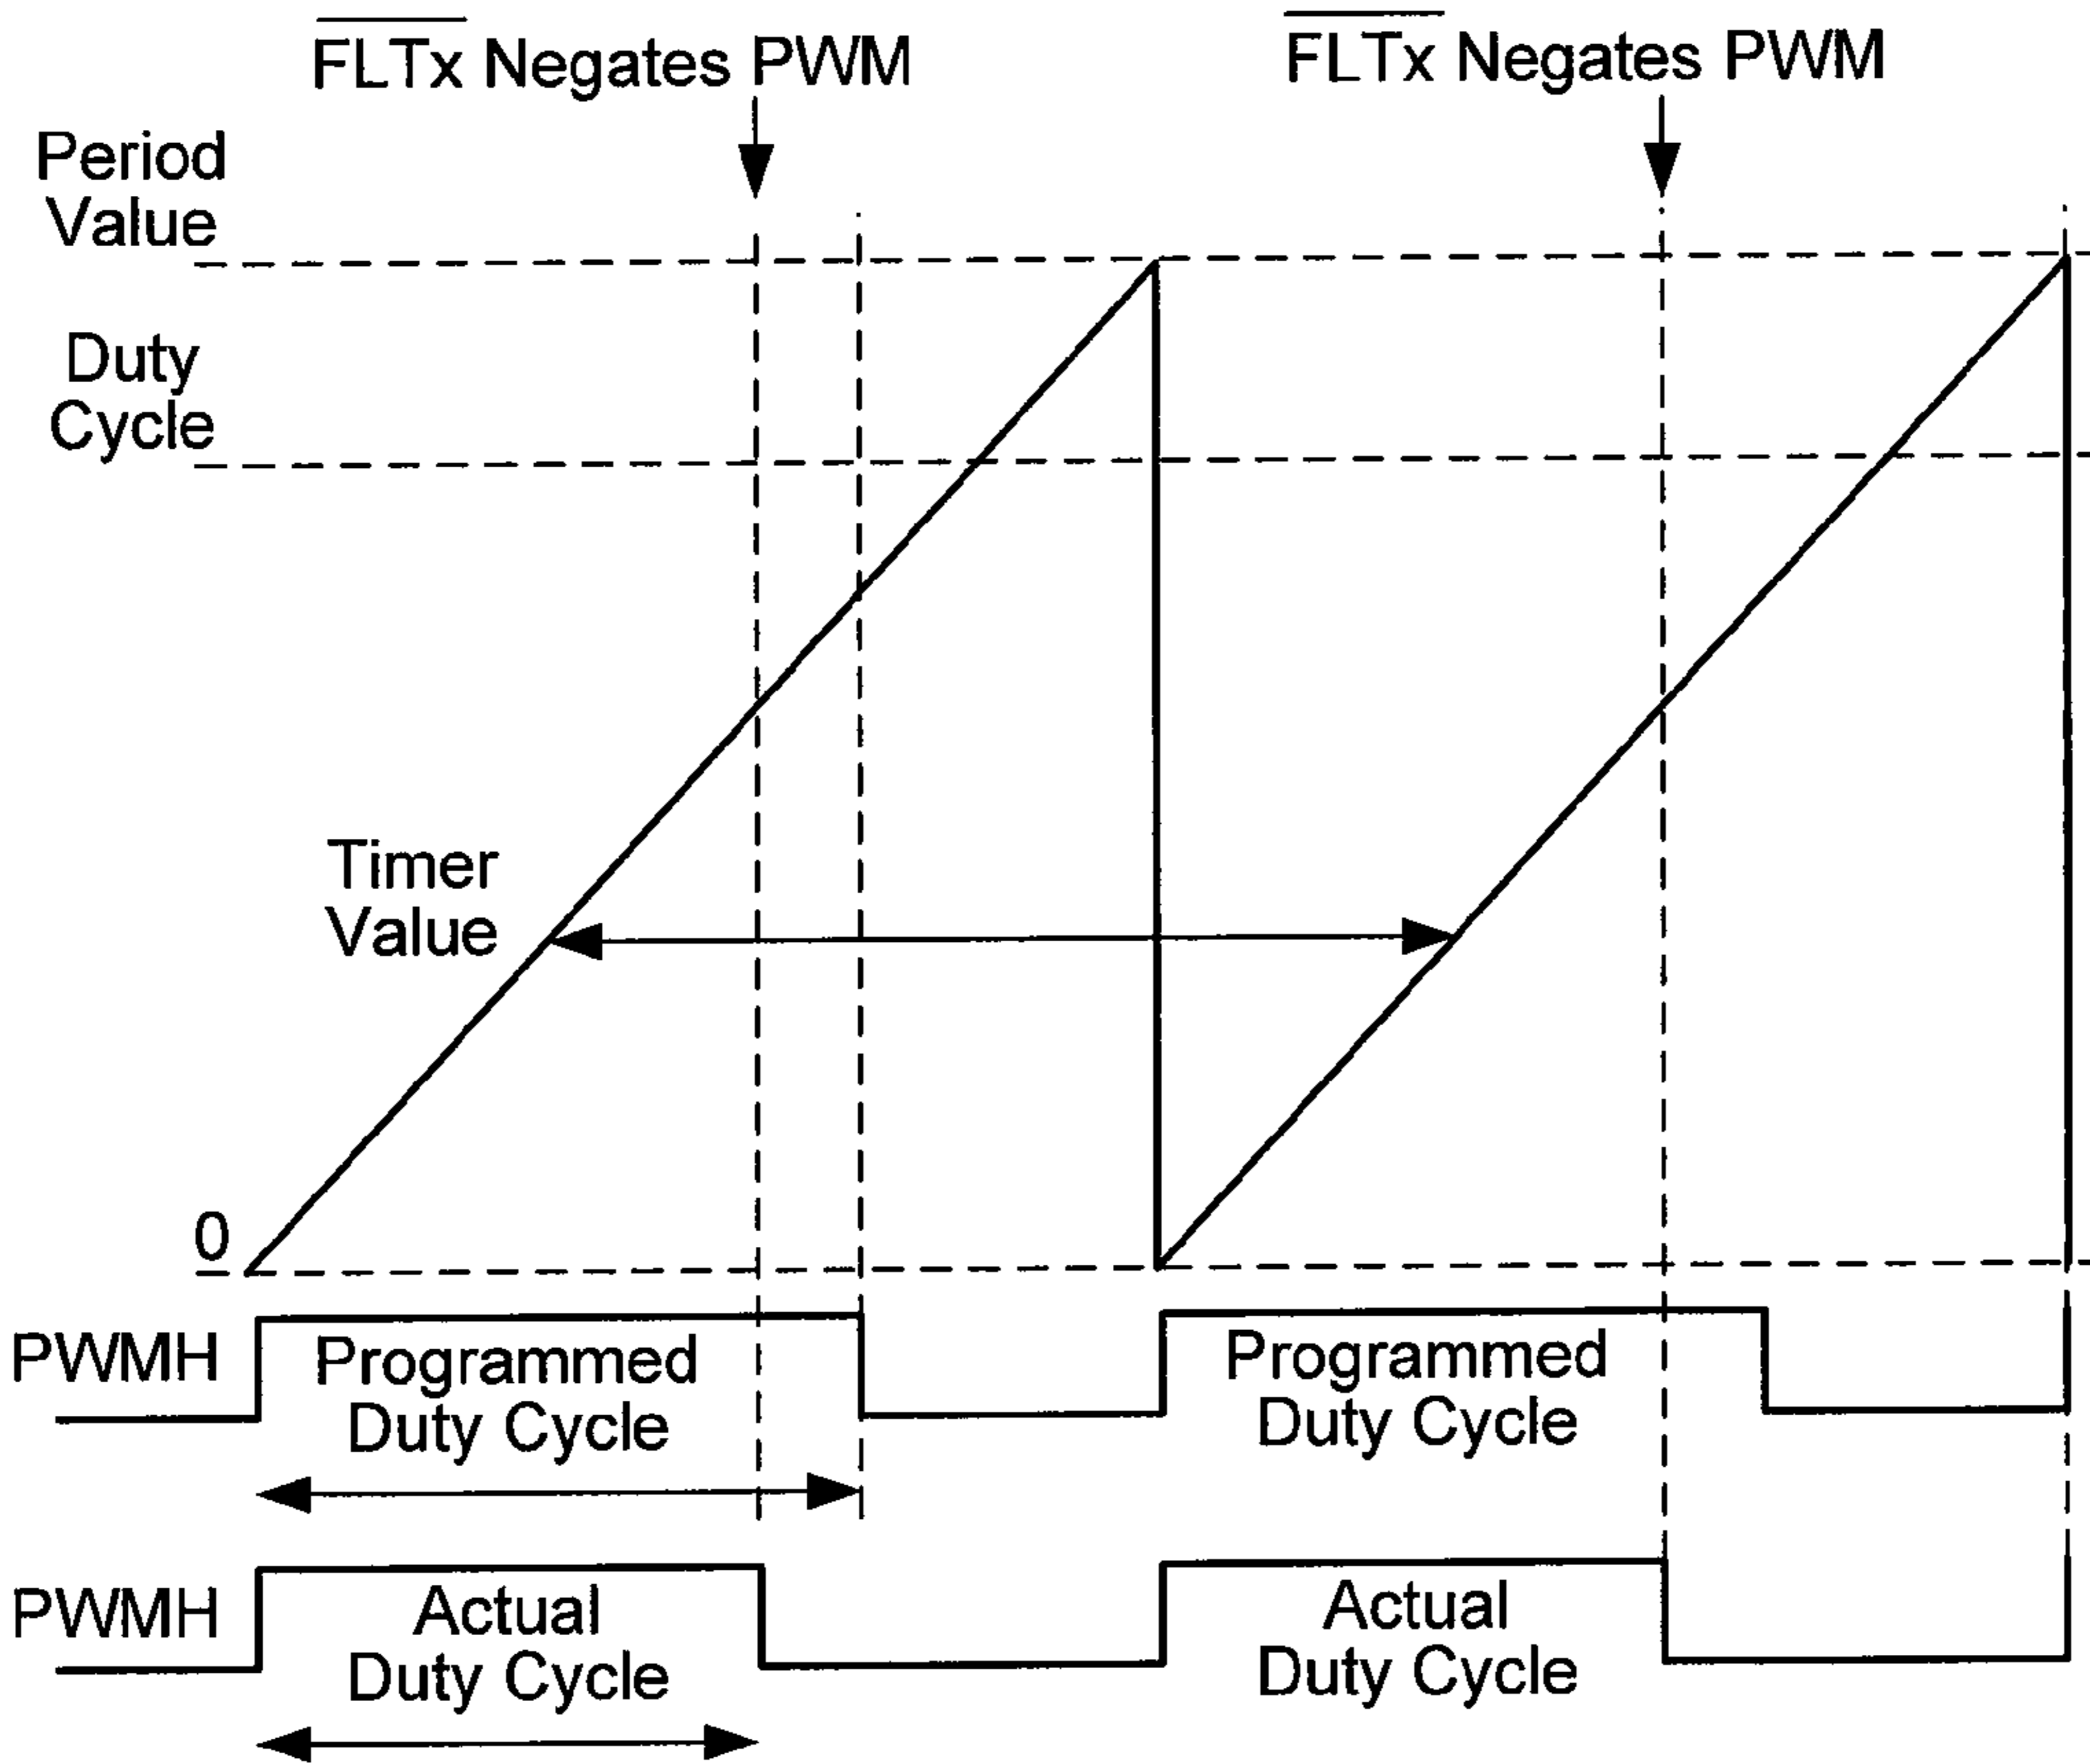 FLTx Negates PWM
FLTx Negates PWM
Period
Value
Duty
Cycle
Timer
Value
0
PWMH
Programmed
Duty Cycle
Programmed
Duty Cycle
PWMH
Actual
Duty Cycle
Actual
Duty Cycle